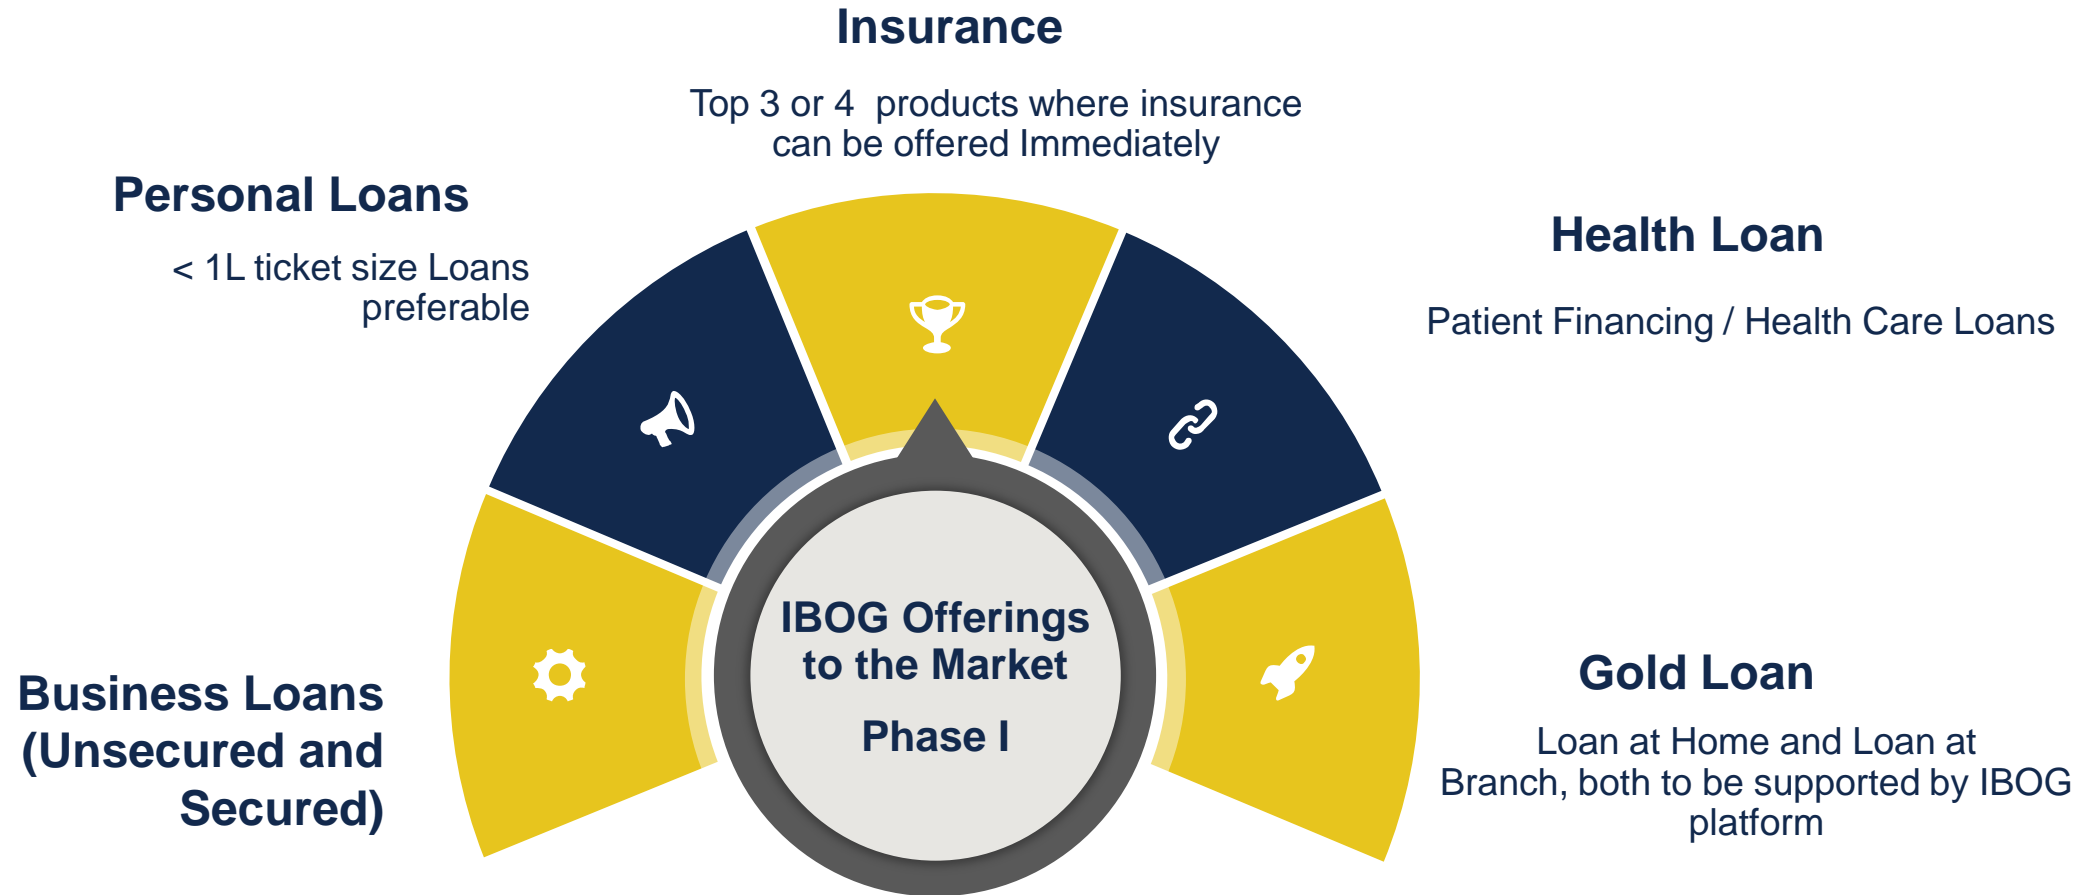 Insurance
Top 3 or 4 products where insurance
can be offered Immediately
Personal Loans
< 1L ticket size Loans
preferable
Health Loan
Patient Financing / Health Care Loans
IBOG Offerings
to the Market
Phase I
Business Loans
(Unsecured and
Secured)
Gold Loan
Loan at Home and Loan at
Branch, both to be supported by IBOG
platform